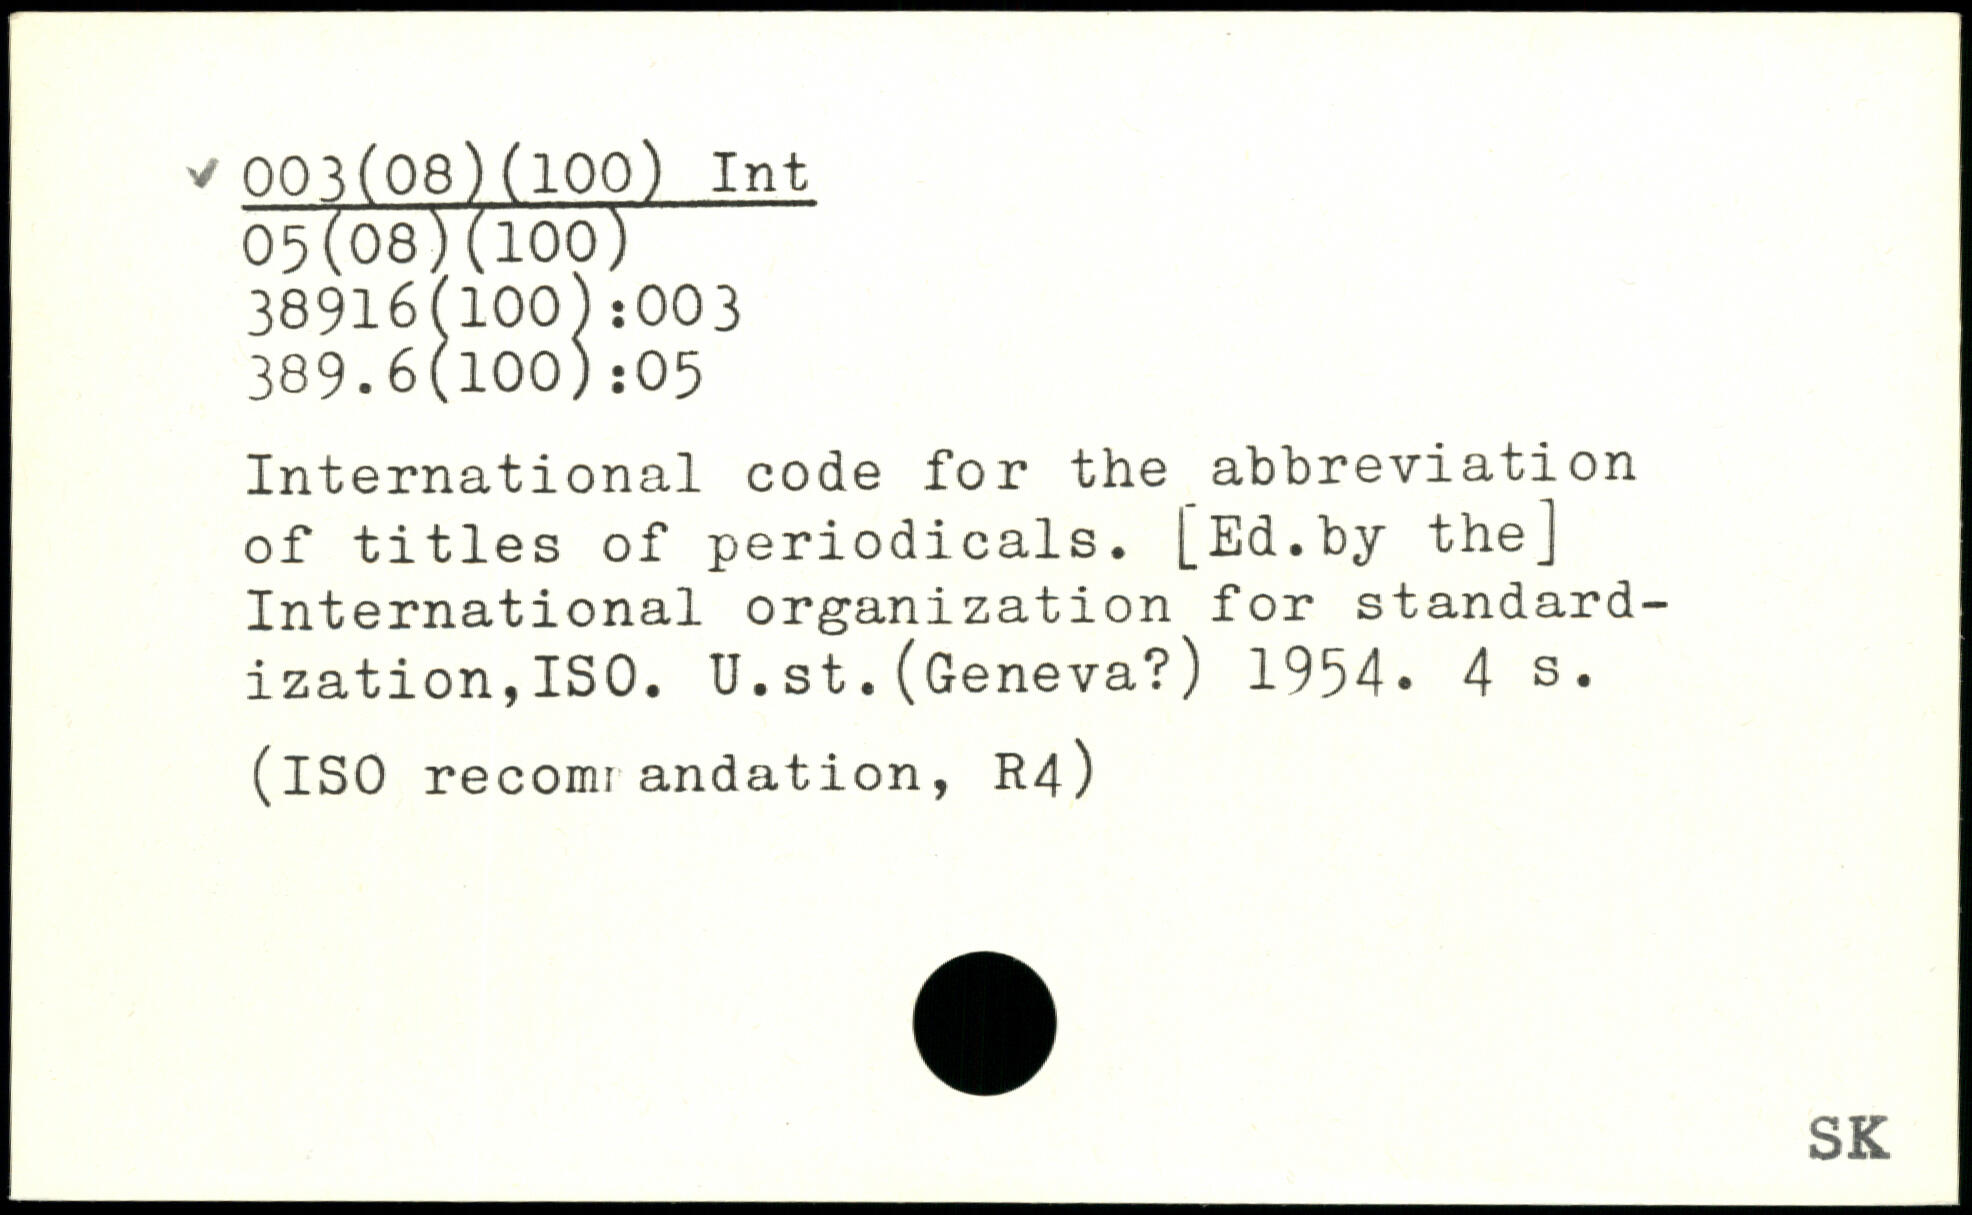 ✓ 003(08)(100) Int
05(08)(100)
38916(100):003
389.6(100):05
International code for the abbreviation
of titles of periodicals. [Ed.by the]
International organization for standard-
ization,ISO. U.st.(Geneva?) 1954. 4 s.
(ISO recommandation, R4)
SK